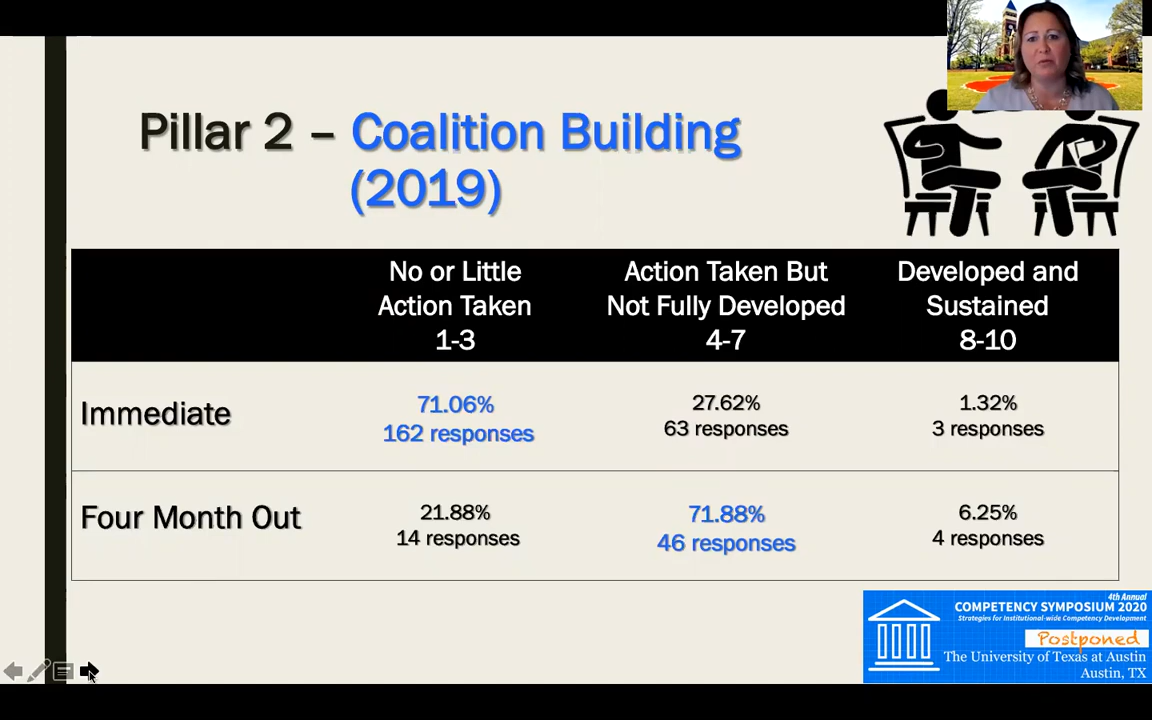 Pillar 2 – Coalition Building
(2019)
No or Little
Action Taken
1-3
Action Taken But
Not Fully Developed
4-7
Developed and
Sustained
8-10
Immediate
71.06%
162 responses
27.62%
63 responses
1.32%
3 responses
Four Month Out
21.88%
14 responses
71.88%
46 responses
6.25%
4 responses
4th Annual
COMPETENCY SYMPOSIUM 2020
Strategies for Institutional-wide Competency Development
Postponed
The University of Texas at Austin
Austin, TX